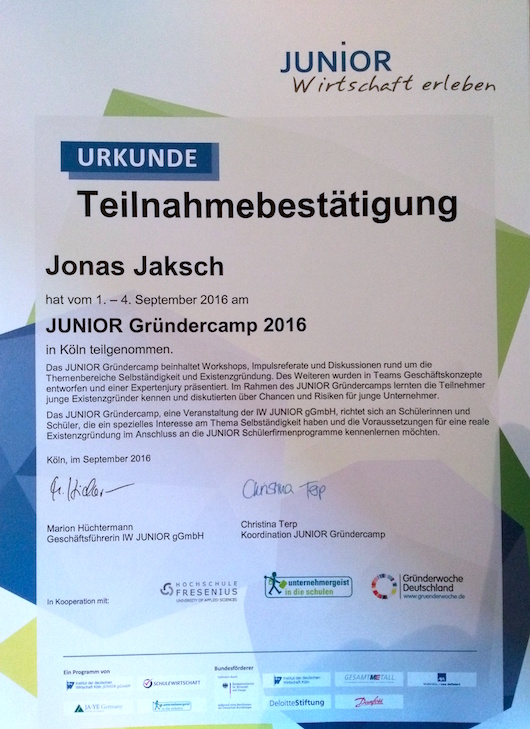 JUNIOR
Wirtschaft erleben
URKUNDE
Teilnahmebestätigung
Jonas Jaksch
hat vom 1. – 4. September 2016 am
JUNIOR Gründercamp 2016
in Köln teilgenommen.
Das JUNIOR Gründercamp beinhaltet Workshops, Impulsreferate und Diskussionen rund um die
Themenbereiche Selbständigkeit und Existenzgründung. Des Weiteren wurden in Teams Geschäftskonzepte
entworfen und einer Expertenjury präsentiert. Im Rahmen des JUNIOR Gründercamps lernten die Teilnehmer
junge Existenzgründer kennen und diskutierten über Chancen und Risiken für junge Unternehmer.
Das JUNIOR Gründercamp, eine Veranstaltung der IW JUNIOR gGmbH, richtet sich an Schülerinnen und
Schüler, die ein spezielles Interesse am Thema Selbständigkeit haben und die Voraussetzungen für eine reale
Existenzgründung im Anschluss an die JUNIOR Schülerfirmenprogramme kennenlernen möchten.
Köln, im September 2016
Christina Terp
Marion Hüchtermann
Geschäftsführerin IW JUNIOR gGmbH
Christina Terp
Koordination JUNIOR Gründercamp
In Kooperation mit:
HOCHSCHULE
FRESENIUS
UNIVERSITY OF APPLIED SCIENCES
unternehmergeist
in die schulen
Gründerwoche
Deutschland
www.gruenderwoche.de
Ein Programm von
Bundesförderer
SCHULEWIRTSCHAFT
GESAMTMETALL
JA-YE Germany
DeloitteStiftung
Danfoss